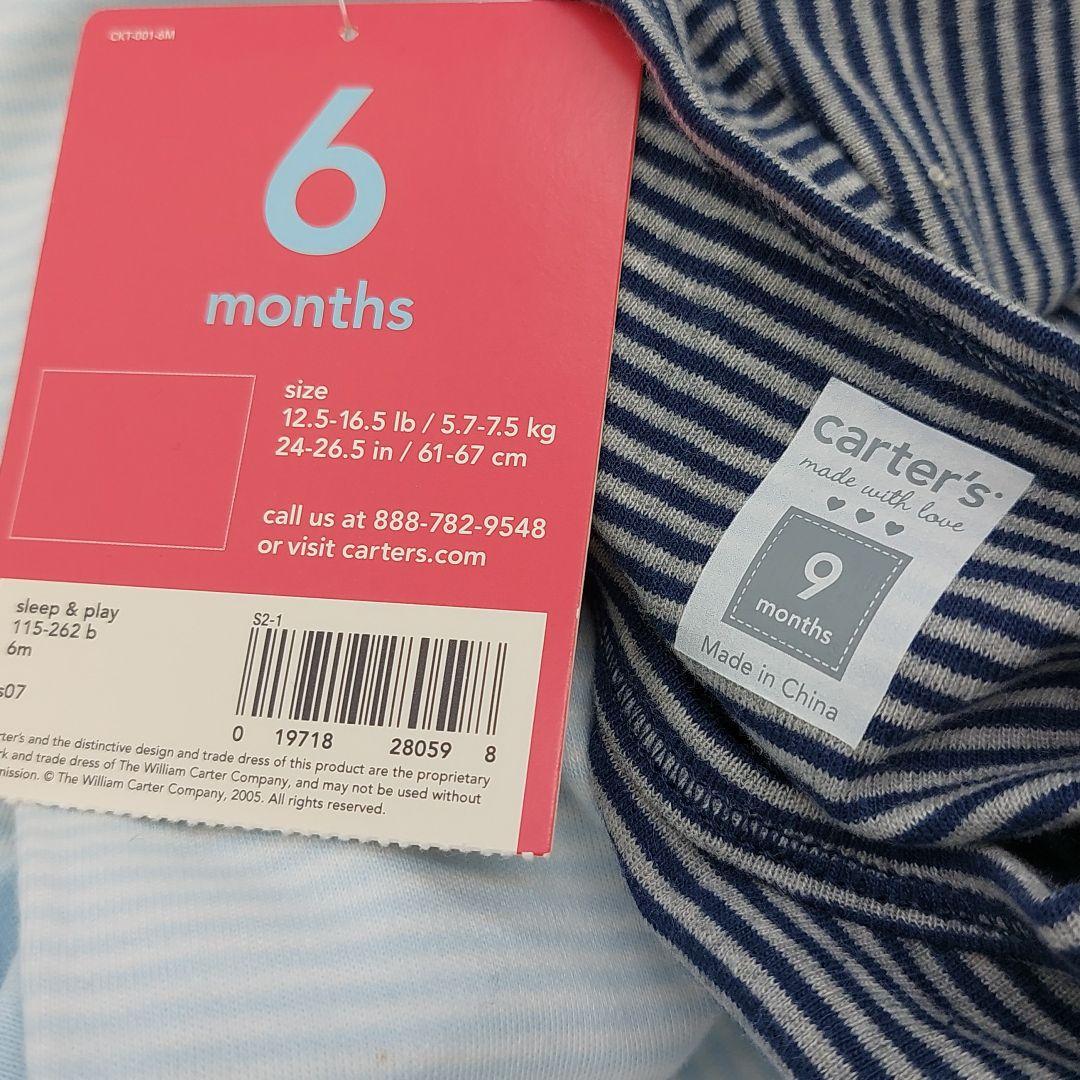 CKT-001-6M
6
months
size
12.5-16.5 lb / 5.7-7.5 kg
24-26.5 in / 61-67 cm
call us at 888-782-9548
or visit carters.com
sleep & play
115-262 b
6m
s07
S2-1
0 19718 28059 8
rter's and the distinctive design and trade dress of this product are the proprietary
rk and trade dress of The William Carter Company, and may not be used without
mission. © The William Carter Company, 2005. All rights reserved.
carter's
made with love
9
months
Made in China